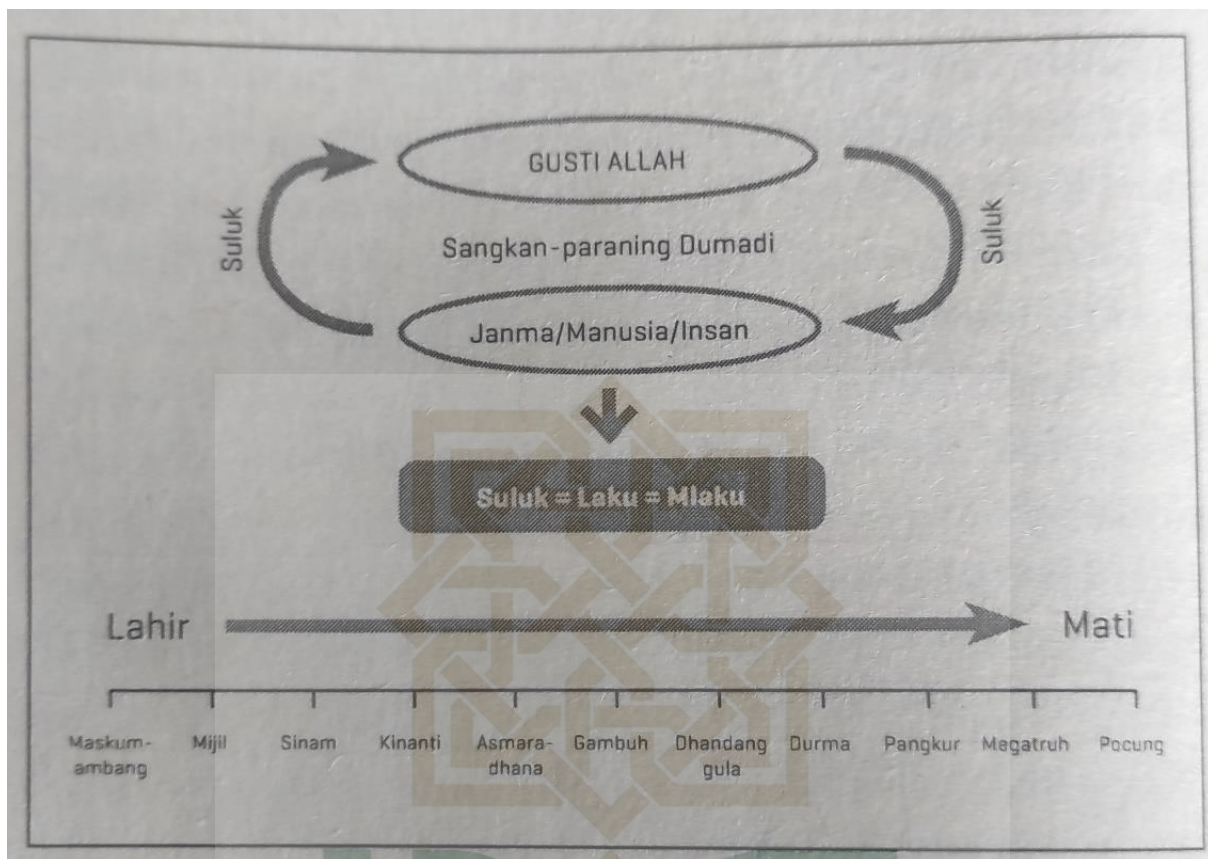 GUSTI ALLAH
Suluk
Suluk
Sangkan-paraning Dumadi
Janma/Manusia/Insan
Suluk = Laku = Mlaku
Lahir
Mati
Maskum-
ambang
Mijil
Sinam
Kinanti
Asmara-
dhana
Gambuh
Dhandang
gula
Durma
Pangkur
Megatruh
Pocung